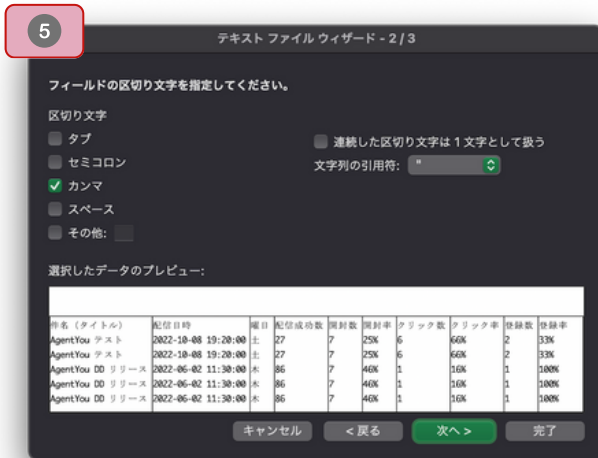 5
テキスト ファイル ウィザード - 2 / 3
フィールドの区切り文字を指定してください。
区切り文字
タブ
連続した区切り文字は 1 文字として扱う
セミコロン
文字列の引用符: "
カンマ
スペース
その他:
選択したデータのプレビュー:
件名 (タイトル) 配信日時 曜日 配信成功数 開封数 開封率 クリック数 クリック率 登録数 登録率
AgentYou テスト 2022-10-08 19:20:00 土 27 7 25% 6 66% 2 33%
AgentYou テスト 2022-10-08 19:20:00 土 27 7 25% 6 66% 2 33%
AgentYou DD リリース 2022-06-02 11:30:00 木 86 7 46% 1 16% 1 100%
AgentYou DD リリース 2022-06-02 11:30:00 木 86 7 46% 1 16% 1 100%
AgentYou DD リリース 2022-06-02 11:30:00 木 86 7 46% 1 16% 1 100%
キャンセル < 戻る 次へ > 完了